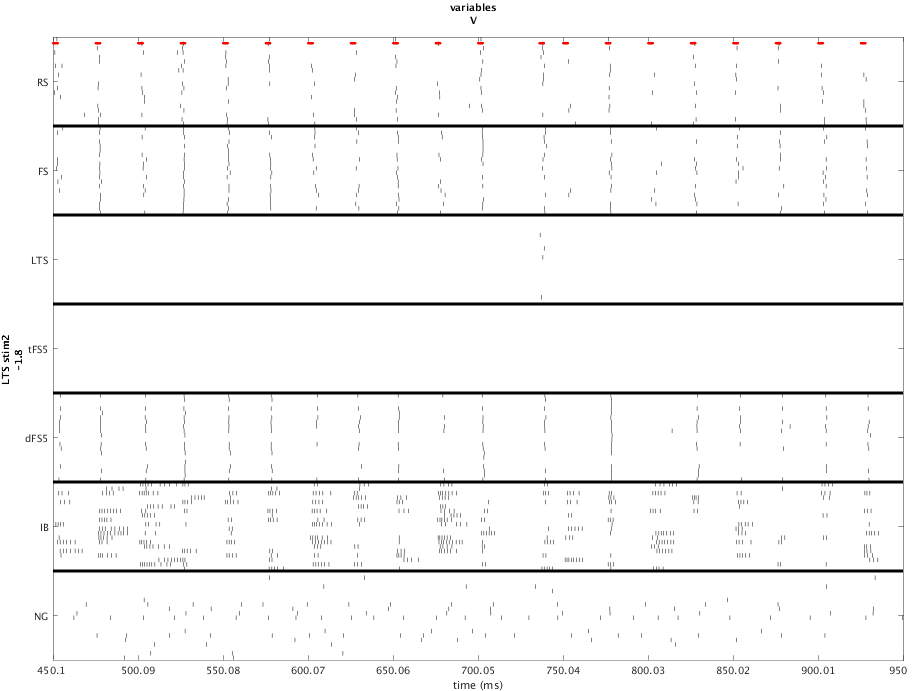 variables
V
RS
FS
LTS
tFS5
dFS5
IB
NG
LTS stim2
-1.8
450.1 500.09 550.08 600.07 650.06 700.05 750.04 800.03 850.02 900.01 950
time (ms)